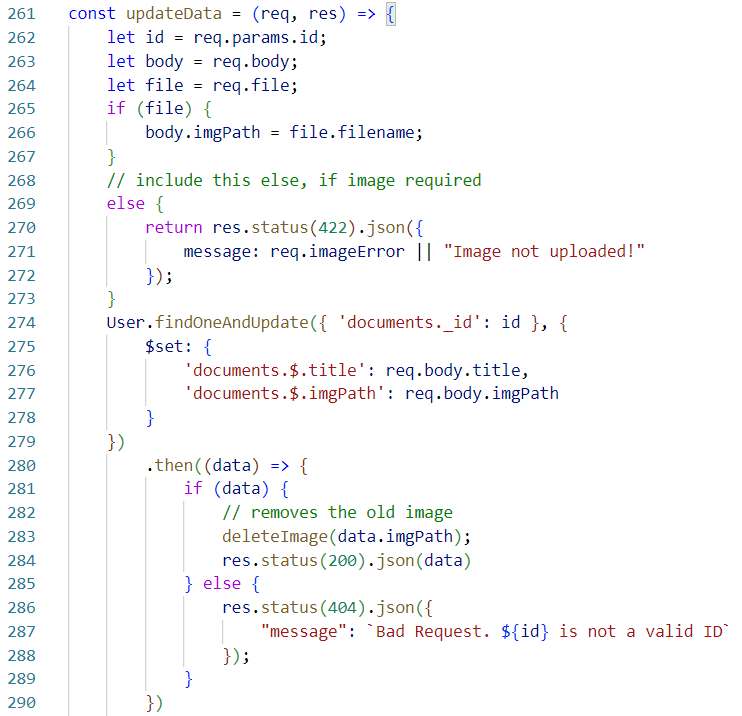 261 const updateData = (req, res) => {
262 let id = req.params.id;
263 let body = req.body;
264 let file = req.file;
265 if (file) {
266 body.imgPath = file.filename;
267 }
268 // include this else, if image required
269 else {
270 return res.status(422).json({
271 message: req.imageError || "Image not uploaded!"
272 });
273 }
274 User.findOneAndUpdate({ 'documents._id': id }, {
275 $set: {
276 'documents.$.title': req.body.title,
277 'documents.$.imgPath': req.body.imgPath
278 }
279 })
280 .then((data) => {
281 if (data) {
282 // removes the old image
283 deleteImage(data.imgPath);
284 res.status(200).json(data)
285 } else {
286 res.status(404).json({
287 "message": `Bad Request. ${id} is not a valid ID`
288 });
289 }
290 })